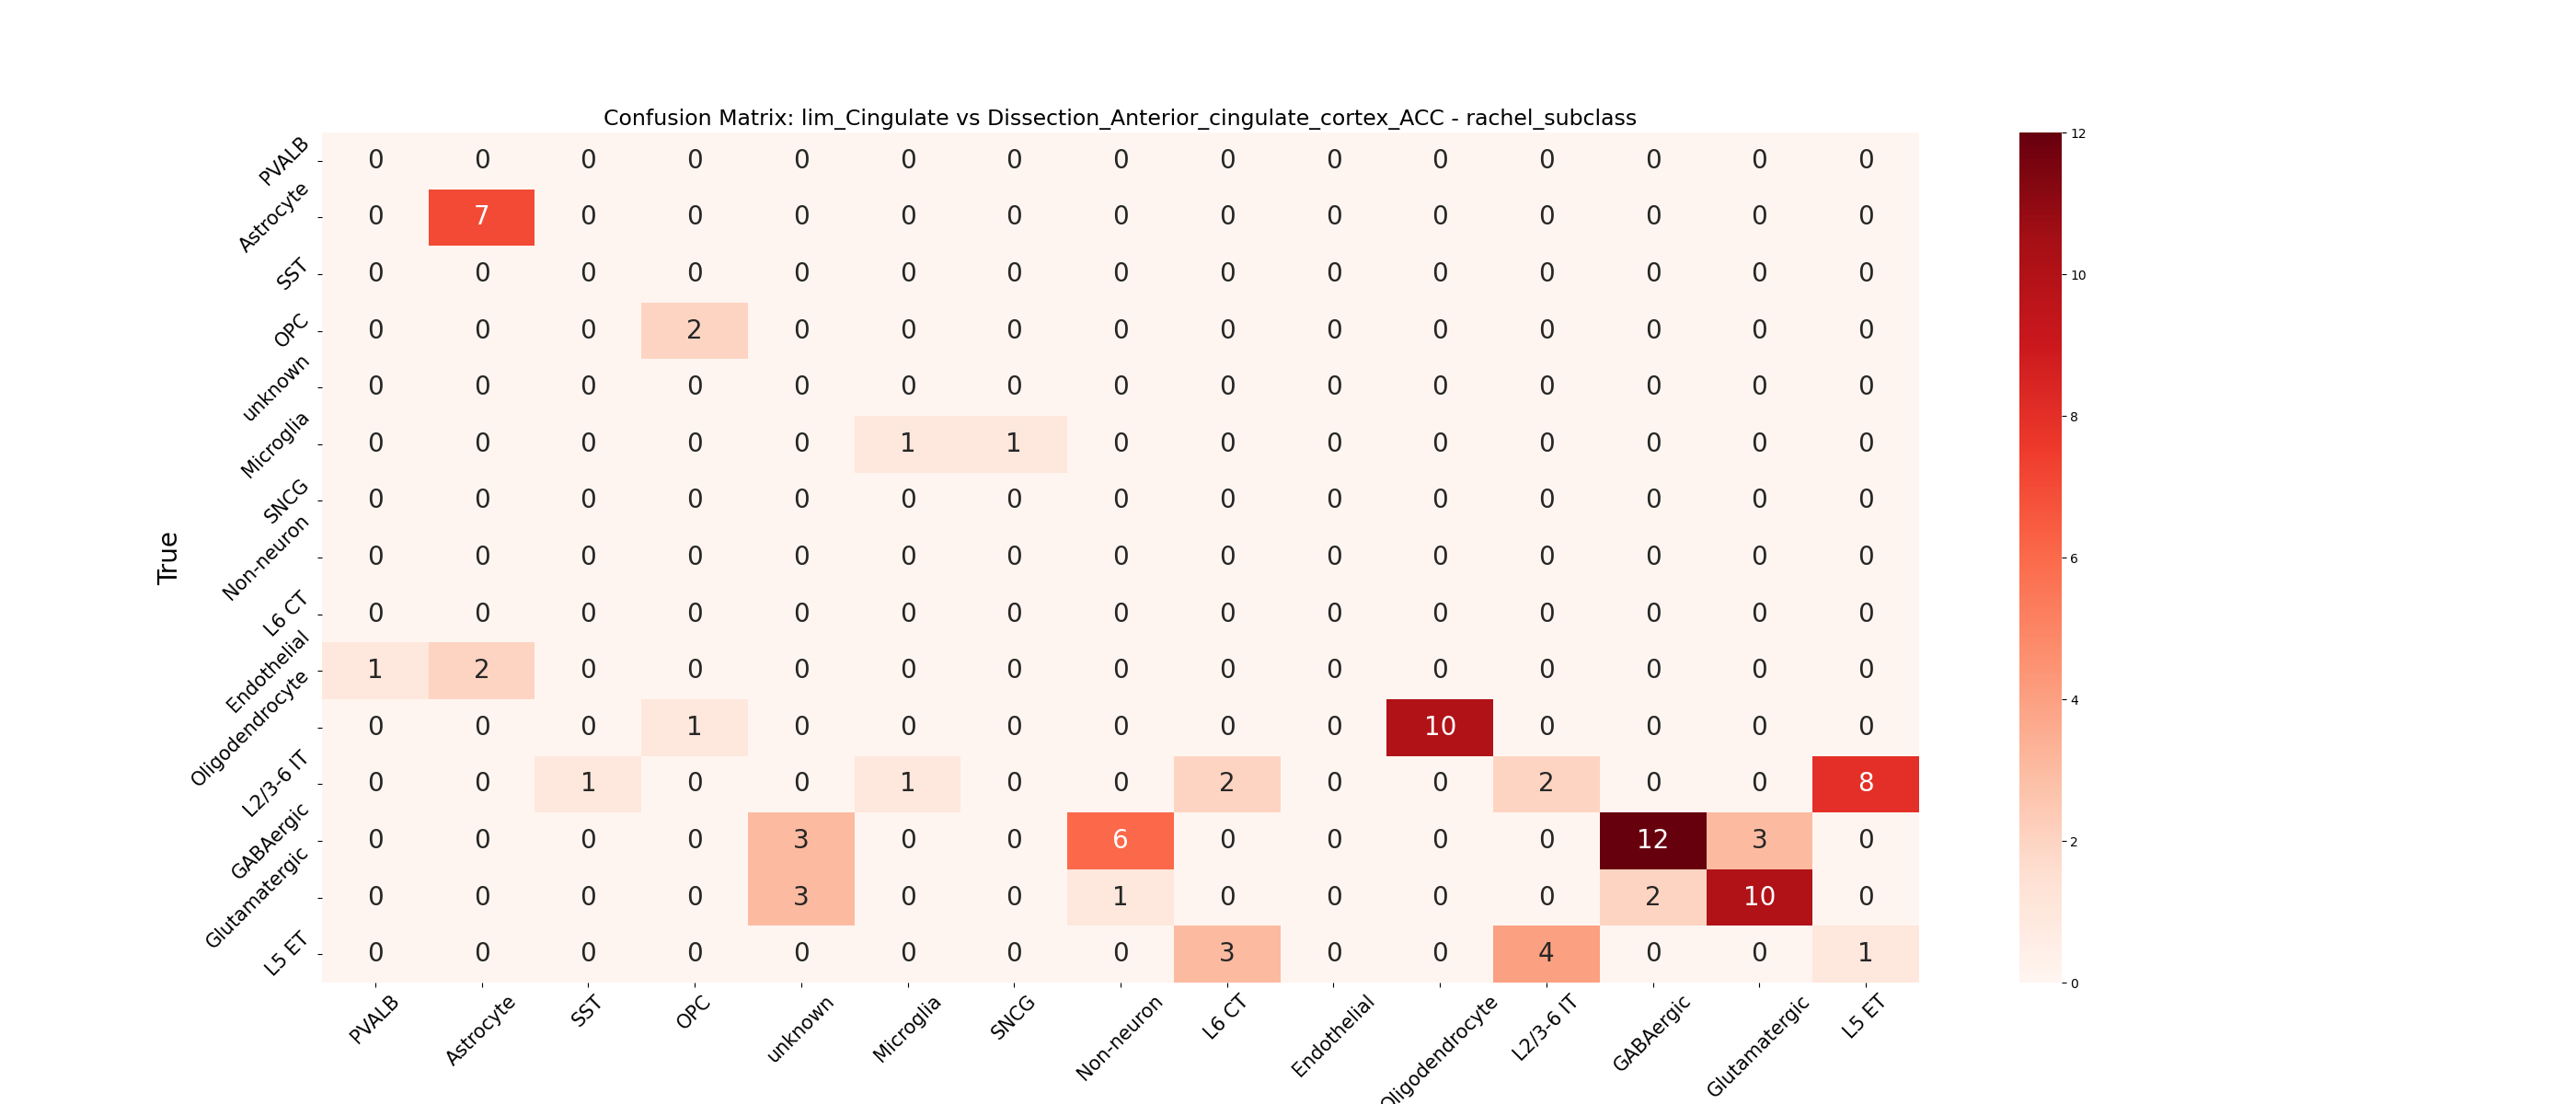 Confusion Matrix: lim_Cingulate vs Dissection_Anterior_cingulate_cortex_ACC - rachel_subclass
True
PVALB 0 0 0 0 0 0 0 0 0 0 0 0 0 0 0
Astrocyte 0 7 0 0 0 0 0 0 0 0 0 0 0 0 0
SST 0 0 0 0 0 0 0 0 0 0 0 0 0 0 0
OPC 0 0 0 2 0 0 0 0 0 0 0 0 0 0 0
unknown 0 0 0 0 0 0 0 0 0 0 0 0 0 0 0
Microglia 0 0 0 0 0 1 1 0 0 0 0 0 0 0 0
SNCG 0 0 0 0 0 0 0 0 0 0 0 0 0 0 0
Non-neuron 0 0 0 0 0 0 0 0 0 0 0 0 0 0 0
L6 CT 0 0 0 0 0 0 0 0 0 0 0 0 0 0 0
Endothelial 1 2 0 0 0 0 0 0 0 0 0 0 0 0 0
Oligodendrocyte 0 0 0 1 0 0 0 0 0 0 10 0 0 0 0
L2/3-6 IT 0 0 1 0 0 1 0 0 2 0 0 2 0 0 8
GABAergic 0 0 0 0 3 0 0 6 0 0 0 0 12 3 0
Glutamatergic 0 0 0 0 3 0 0 1 0 0 0 0 2 10 0
L5 ET 0 0 0 0 0 0 0 0 3 0 0 4 0 0 1
PVALB Astrocyte SST OPC unknown Microglia SNCG Non-neuron L6 CT Endothelial Oligodendrocyte L2/3-6 IT GABAergic Glutamatergic L5 ET
12
10
8
6
4
2
0